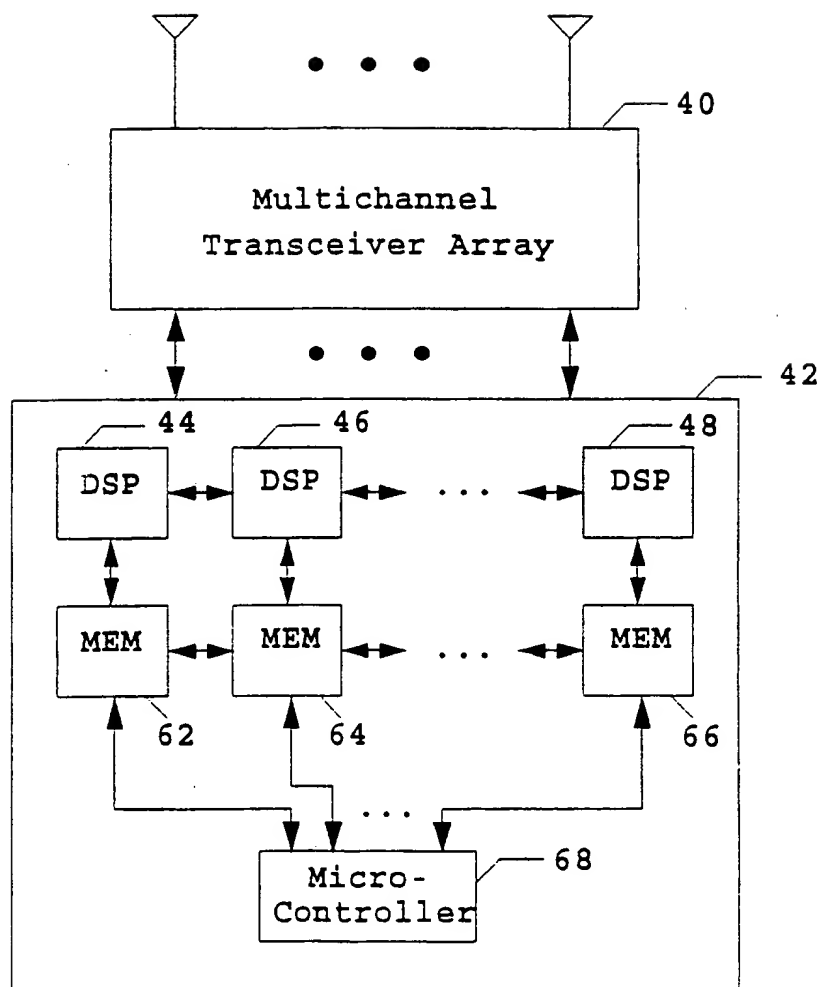 40
Multichannel
Transceiver Array
42
44 46 48
DSP DSP ... DSP
MEM MEM ... MEM
62 64 66
...
68
Micro-
Controller